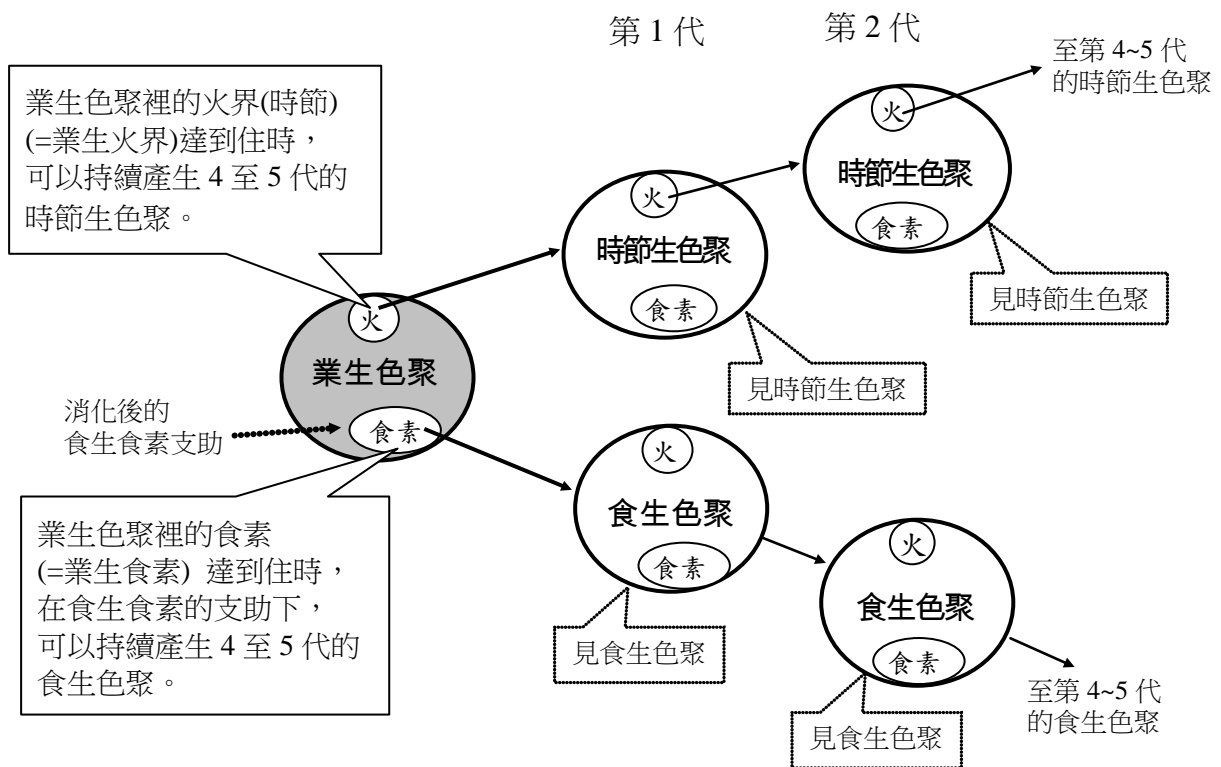 第 1 代
第 2 代
至第 4~5 代
的時節生色聚
業生色聚裡的火界(時節)
(=業生火界)達到住時，
可以持續產生 4 至 5 代的
時節生色聚。
火
時節生色聚
食素
見時節生色聚
火
時節生色聚
食素
見時節生色聚
火
業生色聚
食素
消化後的
食生食素支助
業生色聚裡的食素
(=業生食素) 達到住時，
在食生食素的支助下，
可以持續產生 4 至 5 代的
食生色聚。
火
食生色聚
食素
見食生色聚
火
食生色聚
食素
見食生色聚
至第 4~5 代
的食生色聚